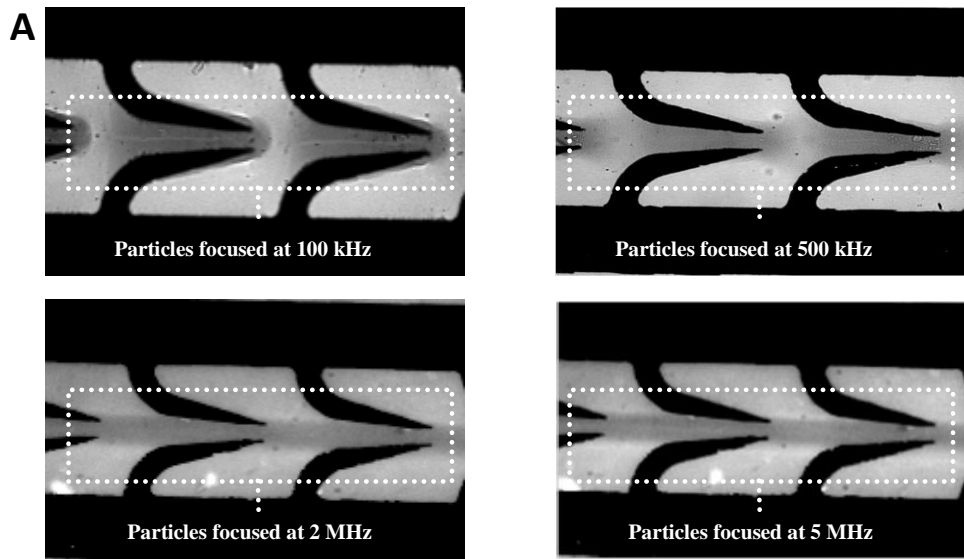 A
Particles focused at 100 kHz
Particles focused at 500 kHz
Particles focused at 2 MHz
Particles focused at 5 MHz